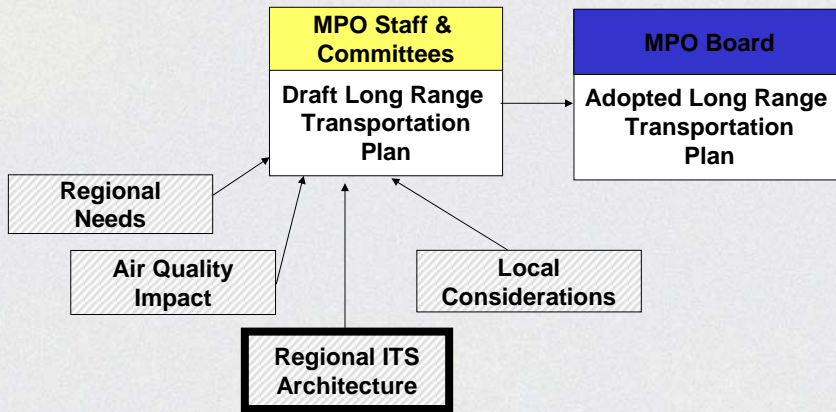 MPO Staff &
Committees
Draft Long Range
Transportation
Plan
MPO Board
Adopted Long Range
Transportation
Plan
Regional
Needs
Air Quality
Impact
Local
Considerations
Regional ITS
Architecture